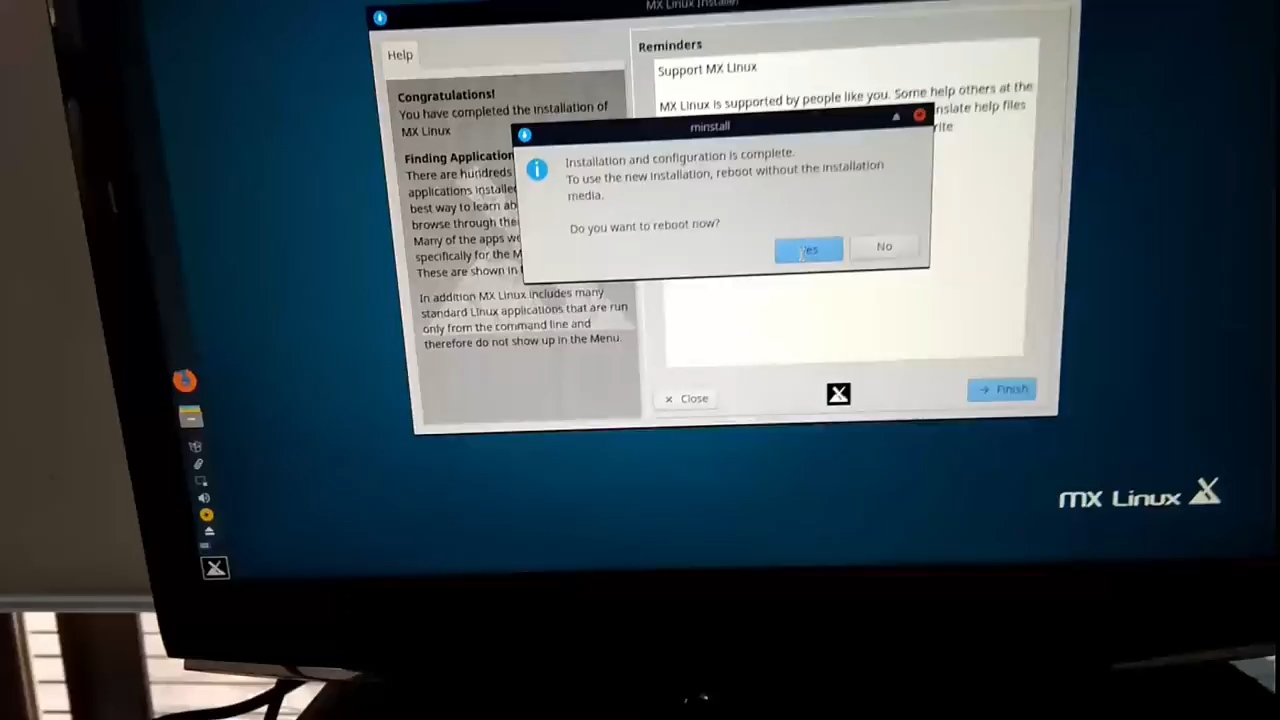 MX Linux Installer
Help
Reminders
Congratulations!
You have completed the installation of
MX Linux
Finding Application
There are hundreds
applications installe
best way to learn ab
browse through the
Many of the apps w
specifically for the M
These are shown in
In addition MX Linux includes many
standard Linux applications that are run
only from the command line and
therefore do not show up in the Menu.
Support MX Linux
MX Linux is supported by people like you. Some help others at the
nslate help files
rite
minstall
Installation and configuration is complete.
To use the new installation, reboot without the installation
media.
Do you want to reboot now?
Yes
No
Close
Finish
MX Linux